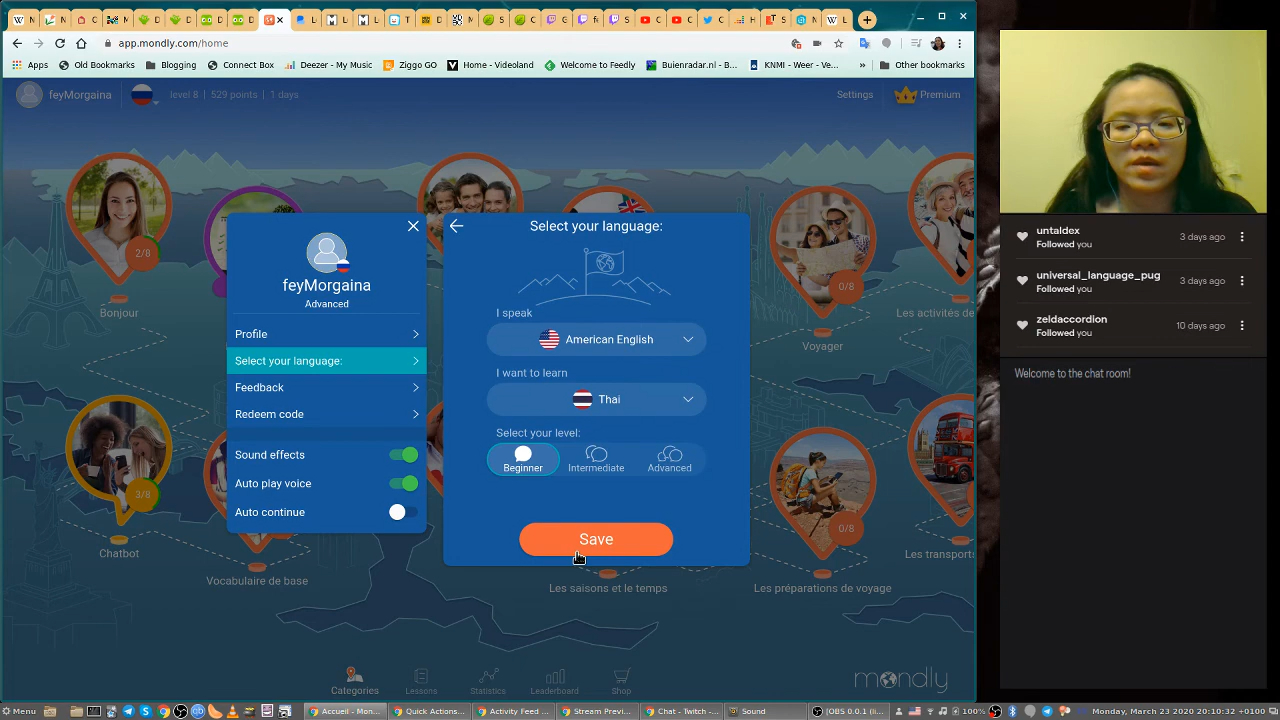 app.mondly.com/home
Apps
Old Bookmarks
Blogging
Connect Box
Deezer - My Music
Ziggo GO
Home - Videoland
Welcome to Feedly
Buienradar.nl - B...
KNMI - Weer - Ve...
»
Other bookmarks
feyMorgaina
level 8 | 529 points | 1 days
Settings
Premium
2/8
0/8
Bonjour
Voyager
Les activités de
3/8
0/8
Chatbot
Vocabulaire de base
Les saisons et le temps
Les préparations de voyage
Les transports
feyMorgaina
Advanced
Profile
Select your language:
Feedback
Redeem code
Sound effects
Auto play voice
Auto continue
Select your language:
I speak
American English
I want to learn
Thai
Select your level:
Beginner
Intermediate
Advanced
Save
Categories
Lessons
Statistics
Leaderboard
Shop
mondly
untaldex
Followed you
3 days ago
universal_language_pug
Followed you
3 days ago
zeldaccordion
Followed you
10 days ago
Welcome to the chat room!
Menu
Accueil - Mon...
Quick Actions...
Activity Feed ...
Stream Previ...
Chat - Twitch -...
Sound
[OBS 0.0.1 (li...
100%
Monday, March 23 2020, 20:10:32 +0100